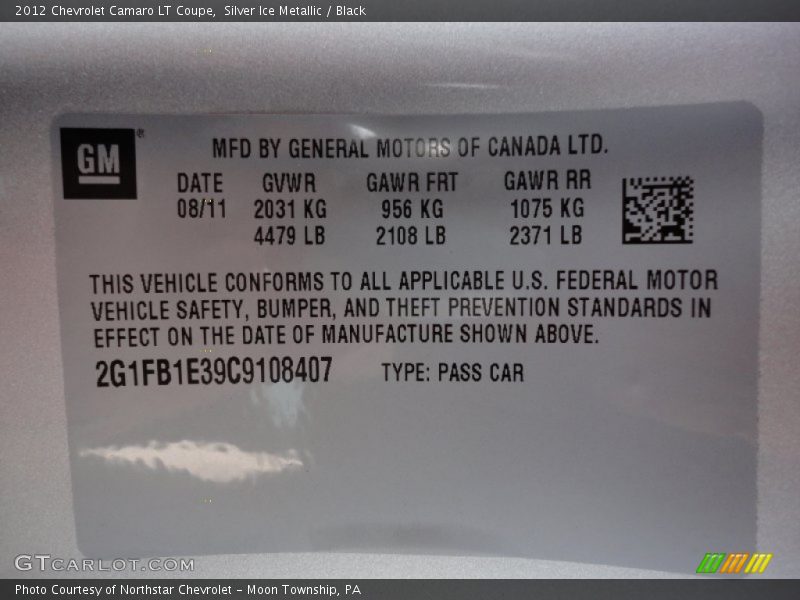 2012 Chevrolet Camaro LT Coupe,  Silver Ice Metallic / Black
GM®
MFD BY GENERAL MOTORS OF CANADA LTD.
DATE GVWR GAWR FRT GAWR RR
08/11 2031 KG 956 KG 1075 KG
4479 LB 2108 LB 2371 LB
THIS VEHICLE CONFORMS TO ALL APPLICABLE U.S. FEDERAL MOTOR
VEHICLE SAFETY, BUMPER, AND THEFT PREVENTION STANDARDS IN
EFFECT ON THE DATE OF MANUFACTURE SHOWN ABOVE.
2G1FB1E39C9108407 TYPE: PASS CAR
GTCARLOT.COM
Photo Courtesy of Northstar Chevrolet – Moon Township, PA